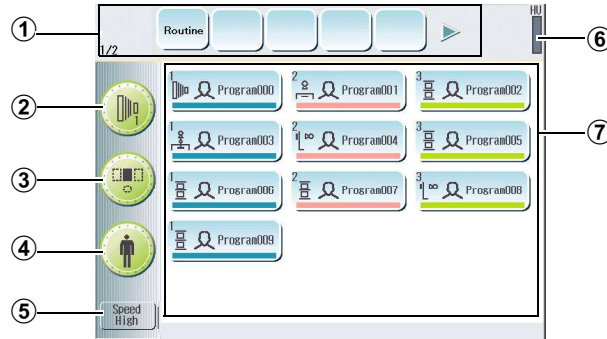 HU
Routine
1/2
1 Program000
2 Program001
3 Program002
1 Program003
2 Program004
3 Program005
1 Program006
2 Program007
3 Program008
1 Program009
1
Speed
High
1
2
3
4
5
6
7